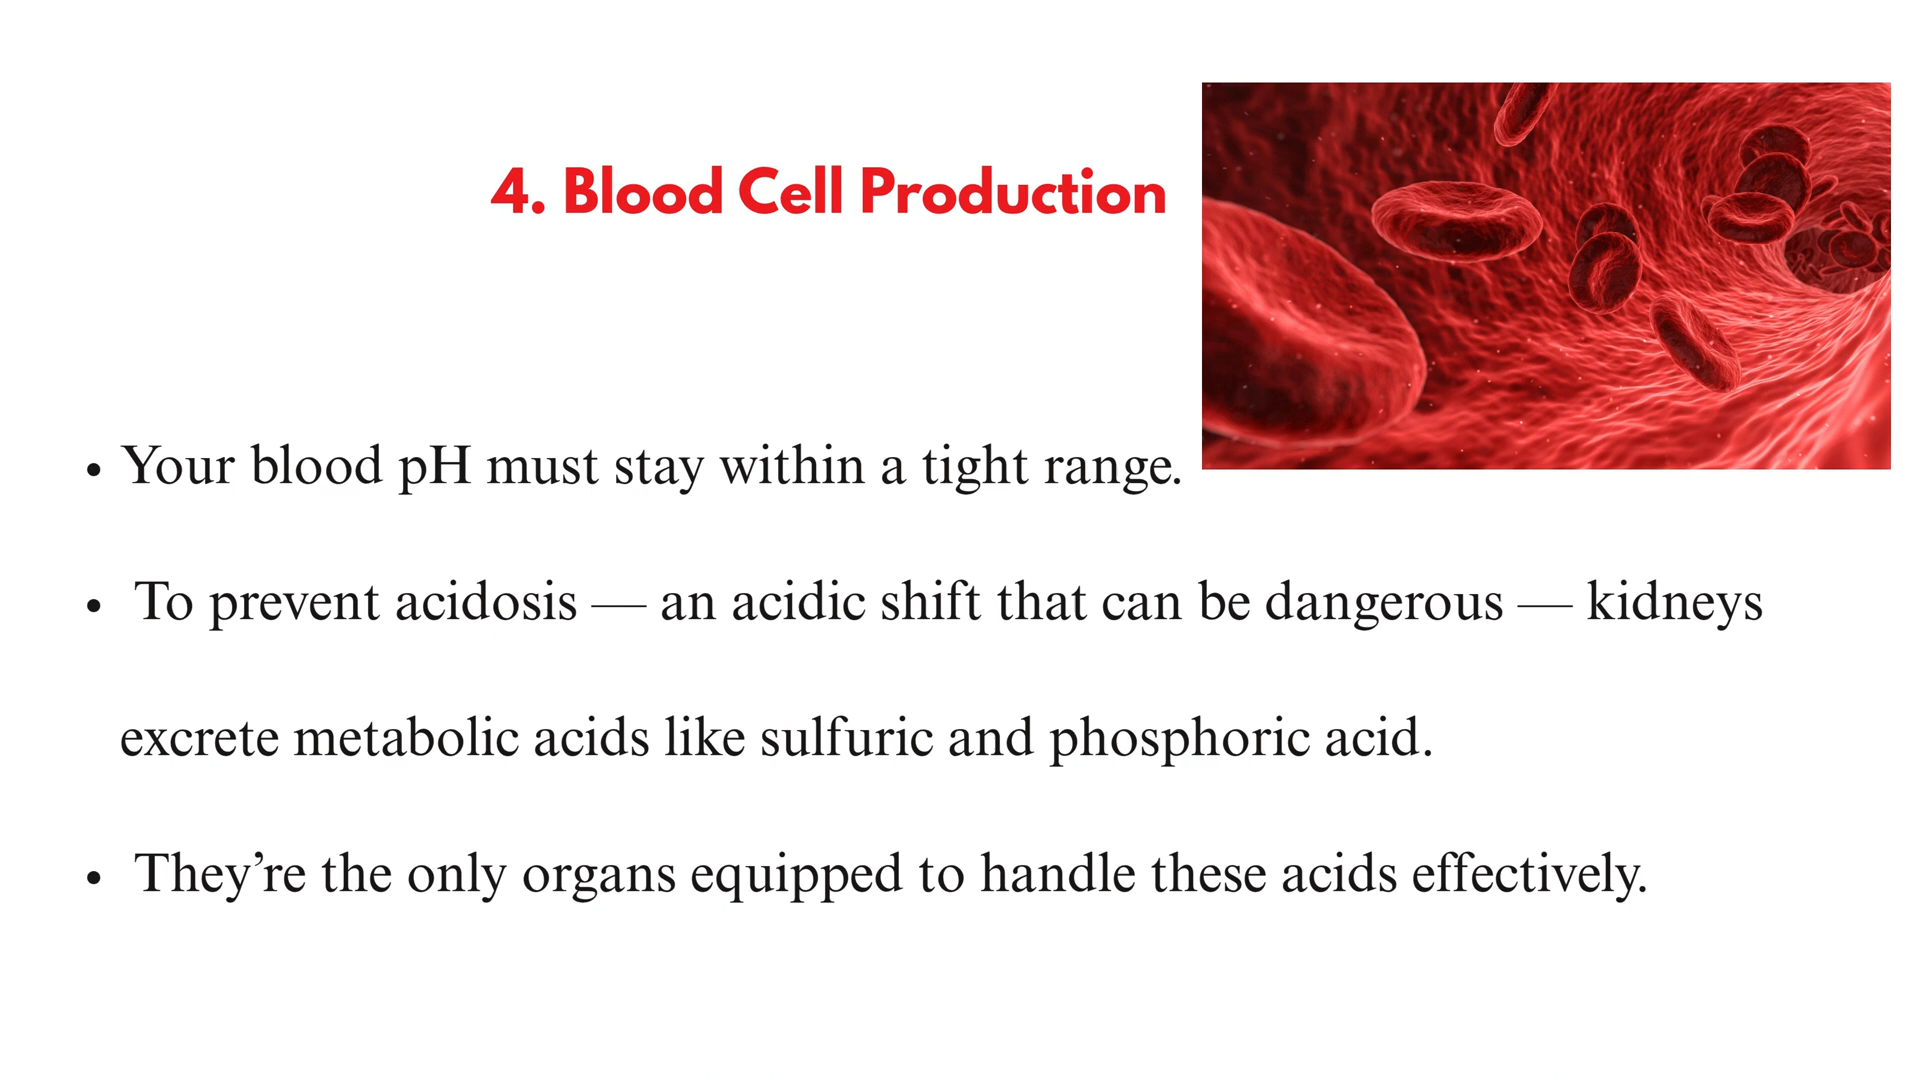 4. Blood Cell Production
• Your blood pH must stay within a tight range.
• To prevent acidosis — an acidic shift that can be dangerous — kidneys
excrete metabolic acids like sulfuric and phosphoric acid.
• They’re the only organs equipped to handle these acids effectively.